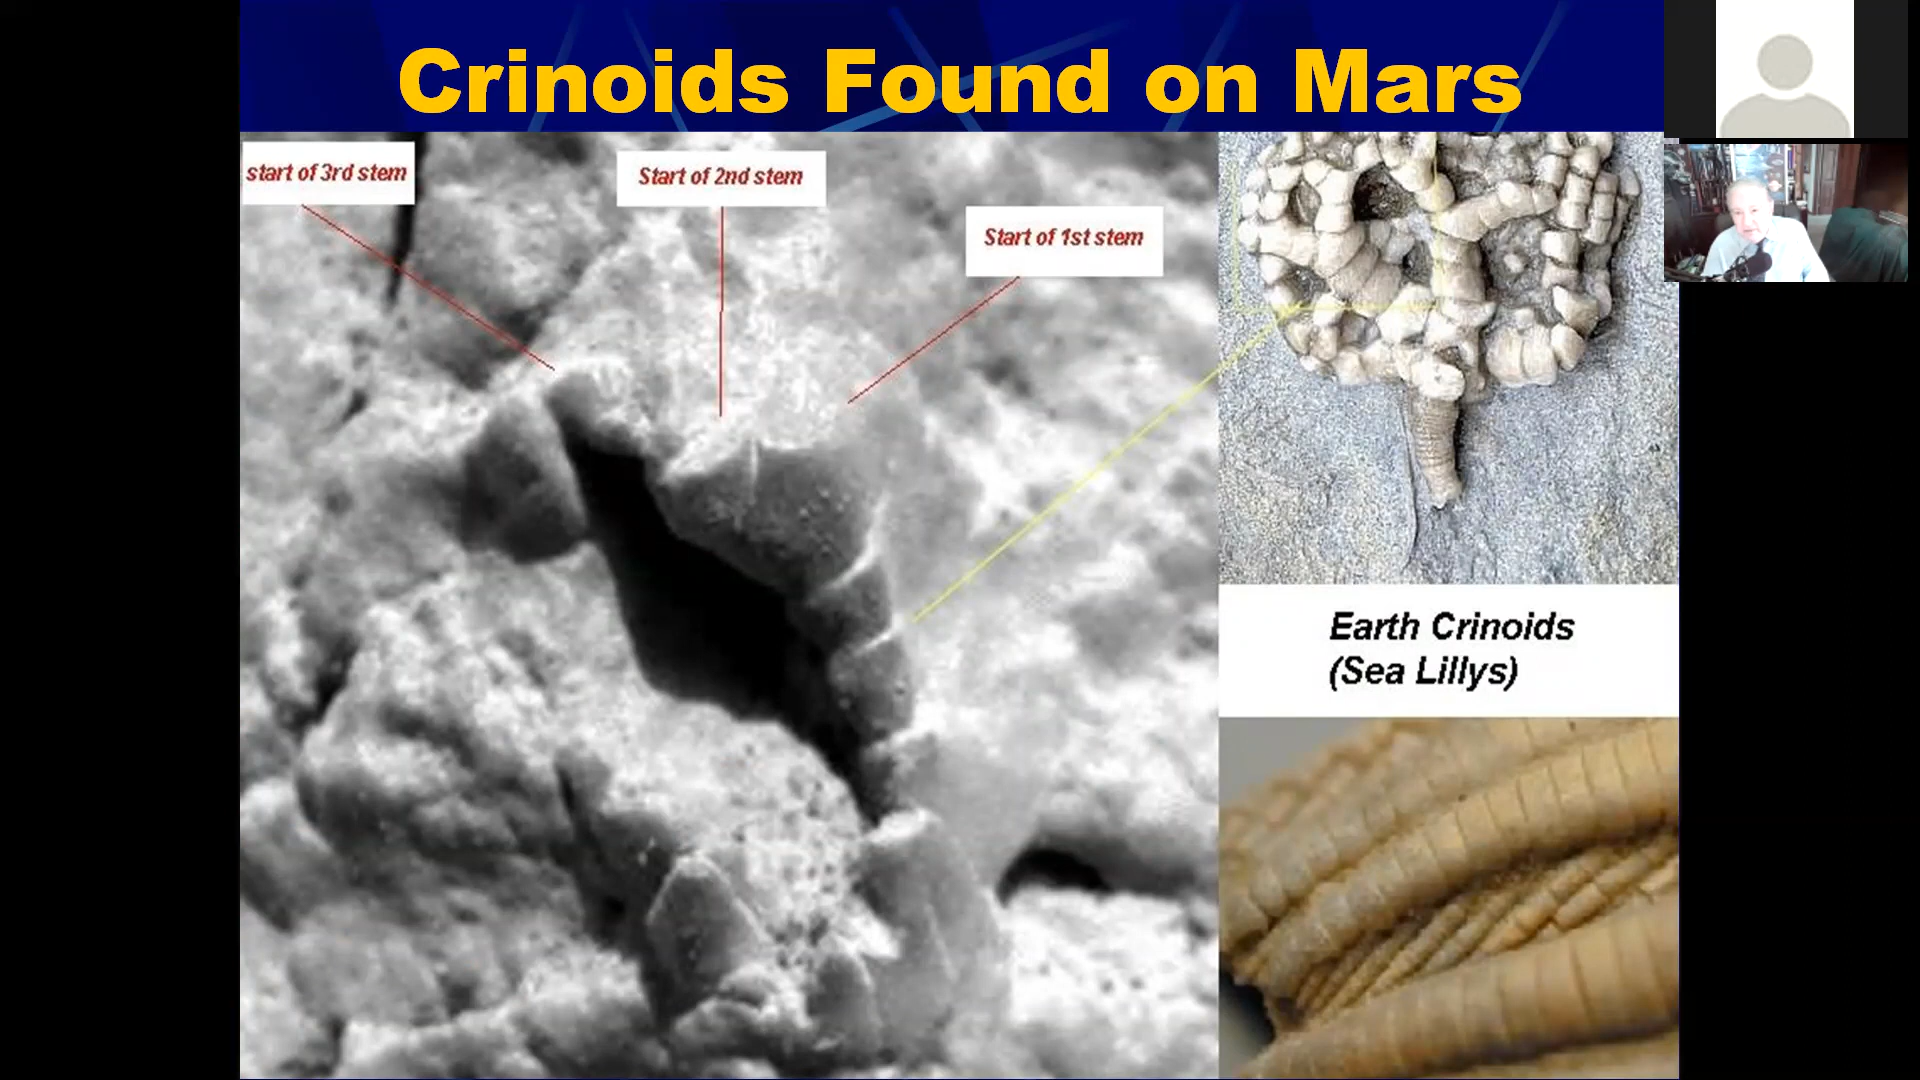 Crinoids Found on Mars
start of 3rd stem
Start of 2nd stem
Start of 1st stem
Earth Crinoids
(Sea Lillys)